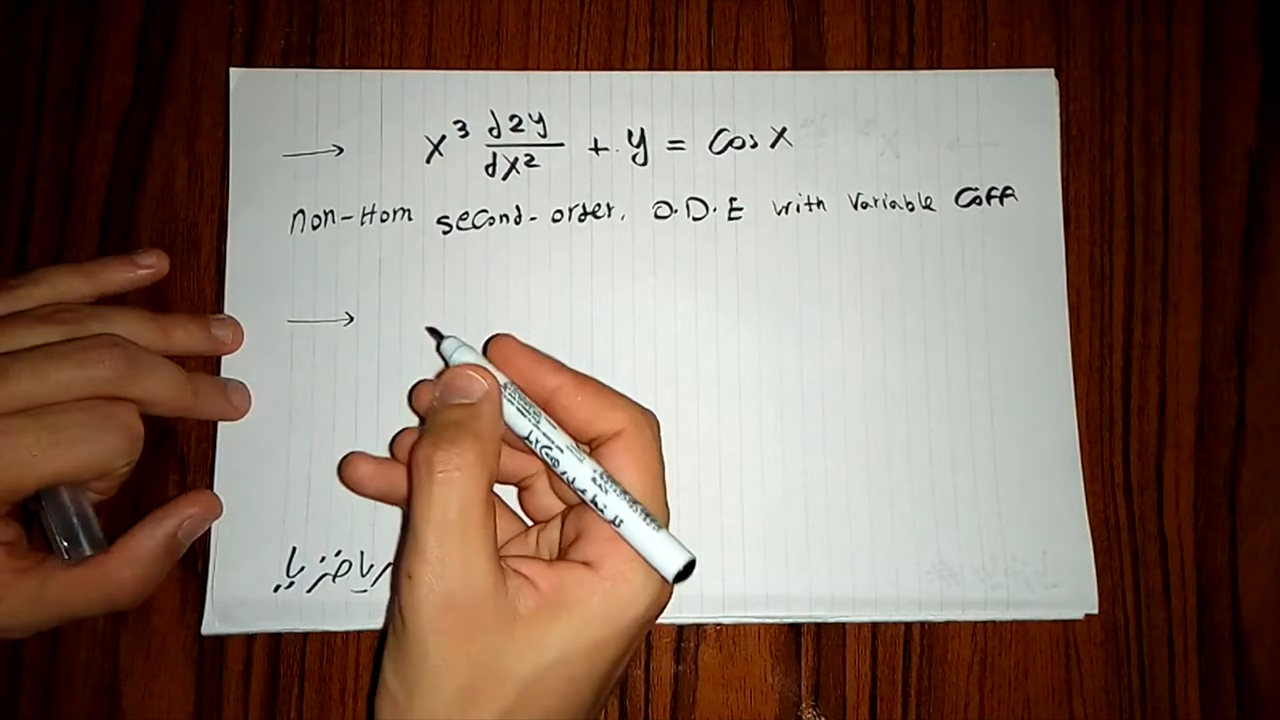 → x³ d2y/dx² + y = cos x
non-Hom second-order. O.D.E with Variable Coff
→